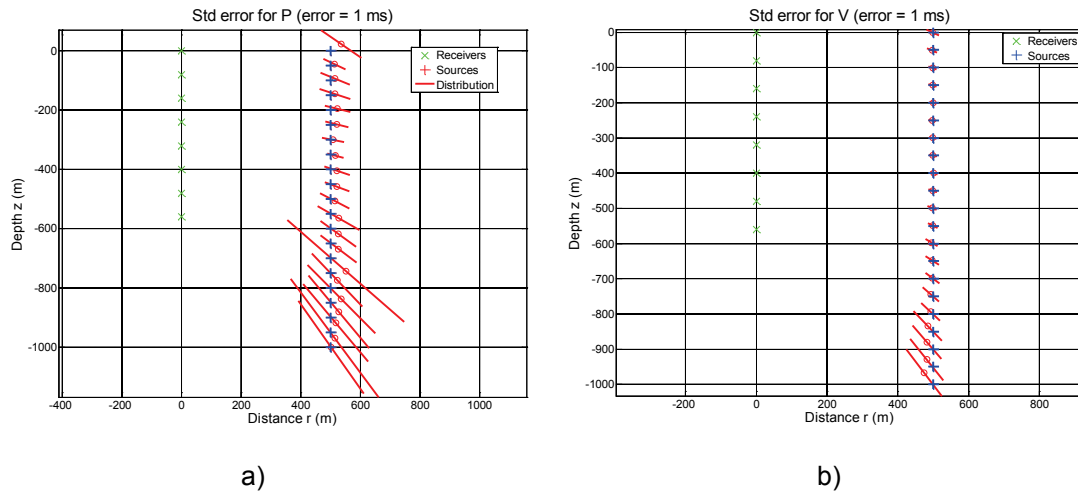 Std error for P (error = 1 ms)
0
-200
-400
-600
-800
-1000
Depth z (m)
-400
-200
0
200
400
600
800
1000
Distance r (m)
Receivers
Sources
Distribution
a)
Std error for V (error = 1 ms)
0
-100
-200
-300
-400
-500
-600
-700
-800
-900
-1000
Depth z (m)
-200
0
200
400
600
800
Distance r (m)
Receivers
Sources
b)